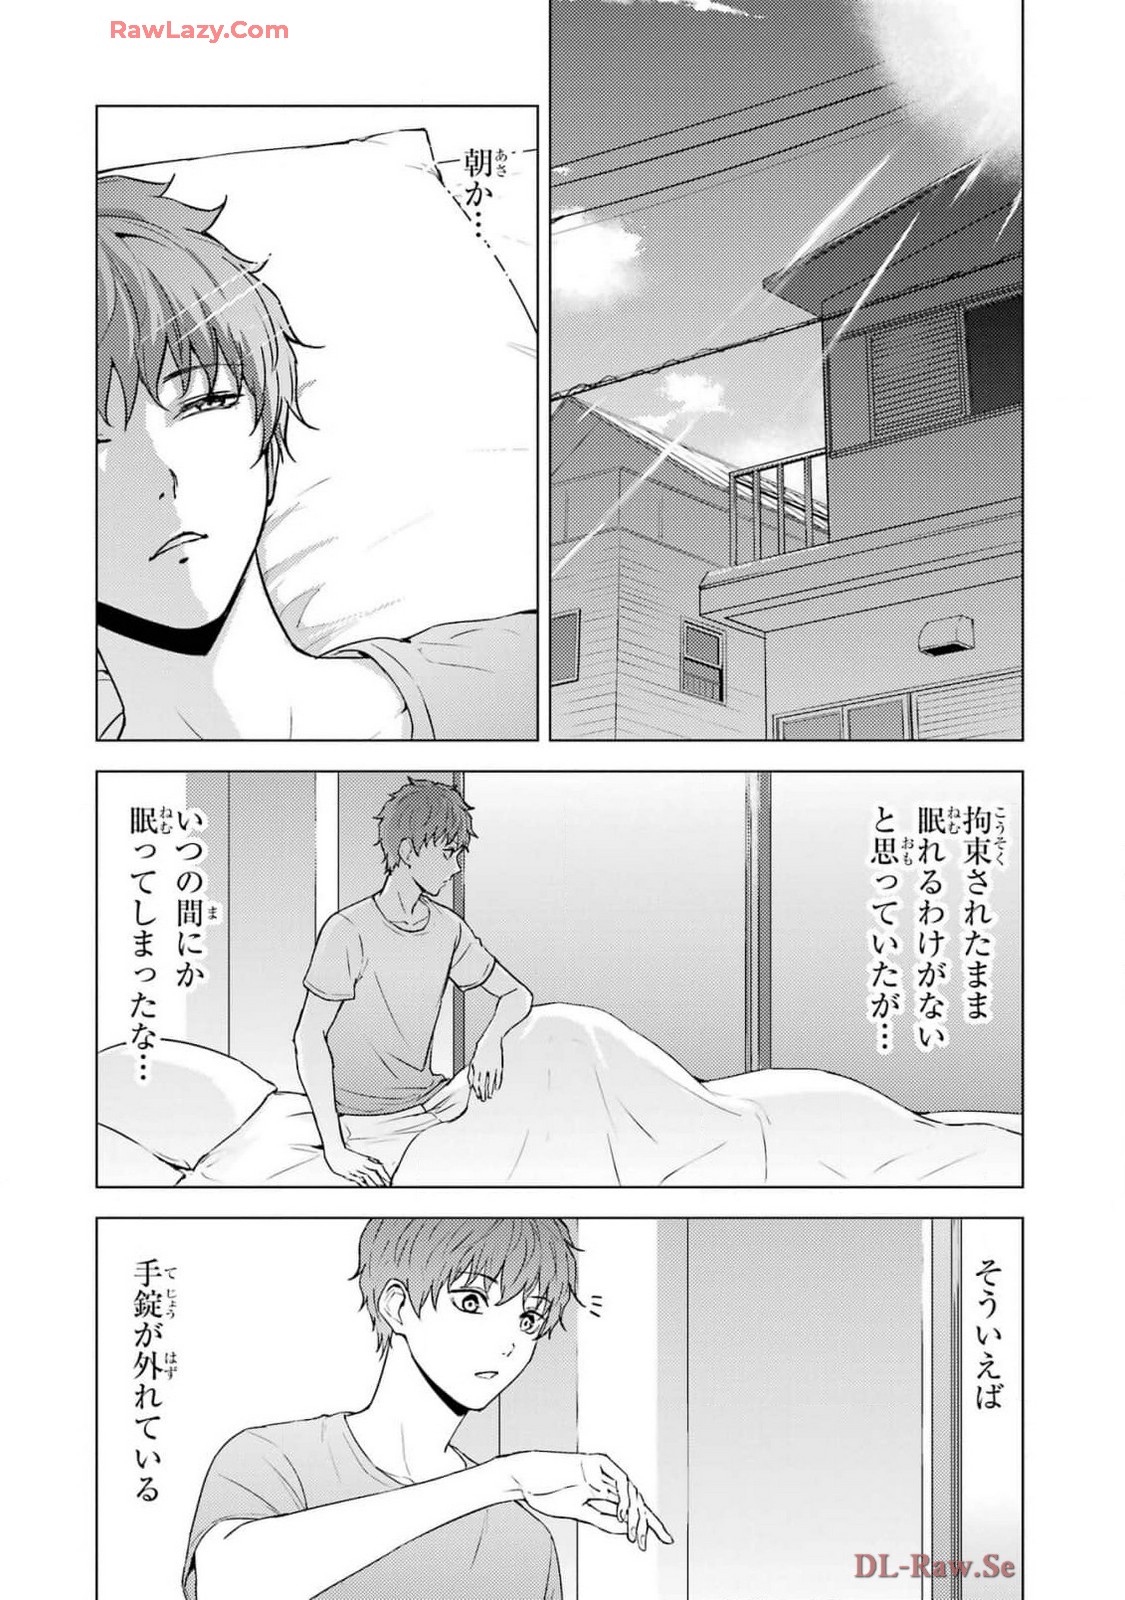 RawLazy.Com
朝か…
拘束されたまま
眠れるわけがない
と思っていたが…
いつの間にか
眠ってしまったな…
そういえば
手錠が外れている
DL-Raw.Se